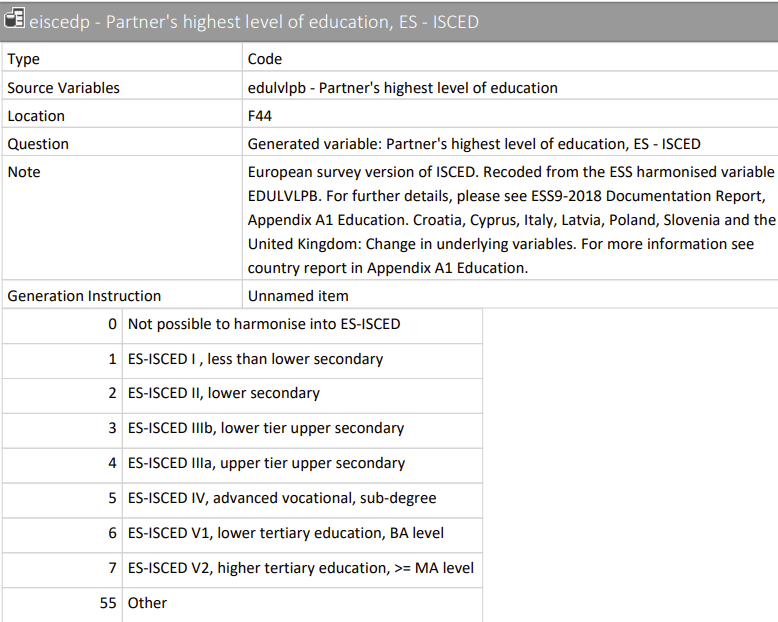 eiscedp - Partner's highest level of education, ES - ISCED
Type Code
Source Variables edulvlpb - Partner's highest level of education
Location F44
Question Generated variable: Partner's highest level of education, ES - ISCED
Note European survey version of ISCED. Recoded from the ESS harmonised variable
EDULVLPB. For further details, please see ESS9-2018 Documentation Report,
Appendix A1 Education. Croatia, Cyprus, Italy, Latvia, Poland, Slovenia and the
United Kingdom: Change in underlying variables. For more information see
country report in Appendix A1 Education.
Generation Instruction Unnamed item
0 Not possible to harmonise into ES-ISCED
1 ES-ISCED I , less than lower secondary
2 ES-ISCED II, lower secondary
3 ES-ISCED IIIb, lower tier upper secondary
4 ES-ISCED IIIa, upper tier upper secondary
5 ES-ISCED IV, advanced vocational, sub-degree
6 ES-ISCED V1, lower tertiary education, BA level
7 ES-ISCED V2, higher tertiary education, >= MA level
55 Other